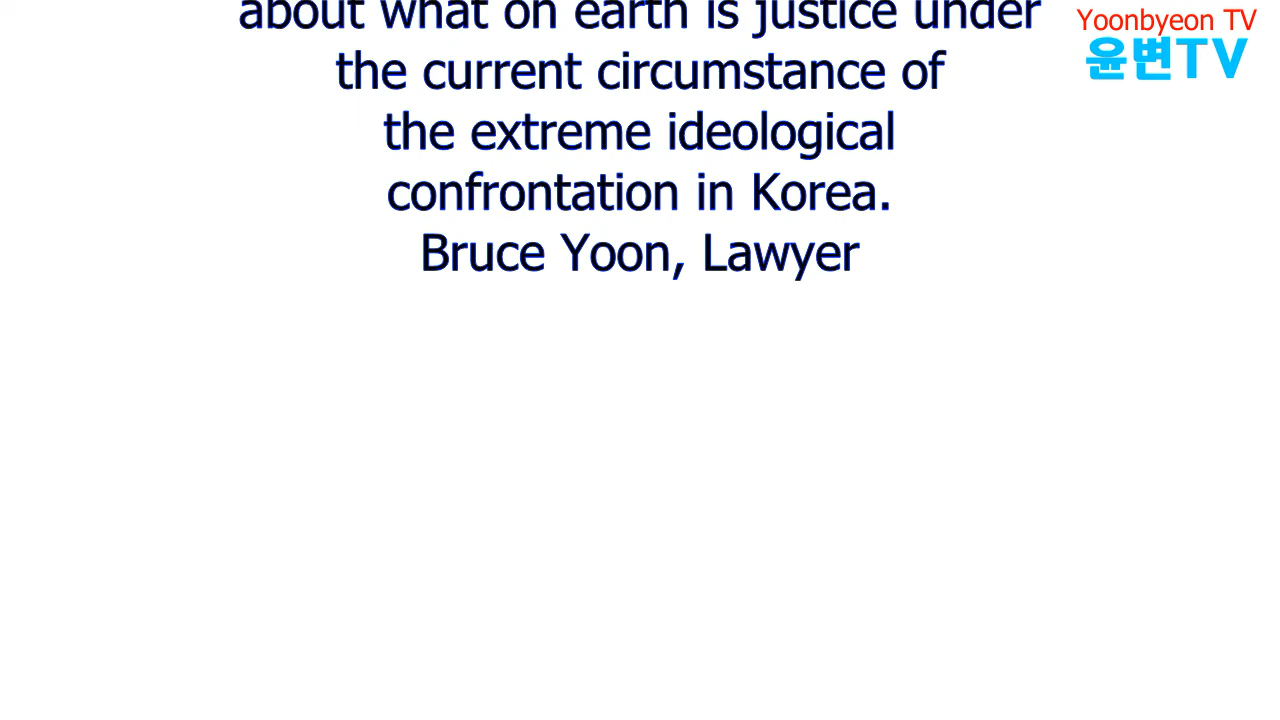 about what on earth is justice under
the current circumstance of
the extreme ideological
confrontation in Korea.
Bruce Yoon, Lawyer
Yoonbyeon TV
윤변TV